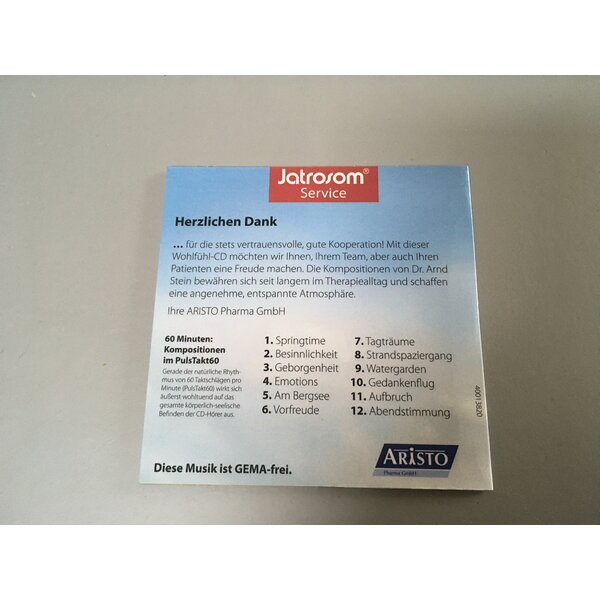 Jatrosom®
Service
Herzlichen Dank
... für die stets vertrauensvolle, gute Kooperation! Mit dieser
Wohlfühl-CD möchten wir Ihnen, Ihrem Team, aber auch Ihren
Patienten eine Freude machen. Die Kompositionen von Dr. Arnd
Stein bewähren sich seit langem im Therapiealltag und schaffen
eine angenehme, entspannte Atmosphäre.
Ihre ARISTO Pharma GmbH
60 Minuten:
Kompositionen
im PulsTakt60
Gerade der natürliche Rhyth-
mus von 60 Taktschlägen pro
Minute (PulsTakt60) wirkt sich
äußerst wohltuend auf das
gesamte körperlich-seelische
Befinden der CD-Hörer aus.
1. Springtime
2. Besinnlichkeit
3. Geborgenheit
4. Emotions
5. Am Bergsee
6. Vorfreude
7. Tagträume
8. Strandspaziergang
9. Watergarden
10. Gedankenflug
11. Aufbruch
12. Abendstimmung
40013820
Diese Musik ist GEMA-frei.
ARISTO
Pharma GmbH